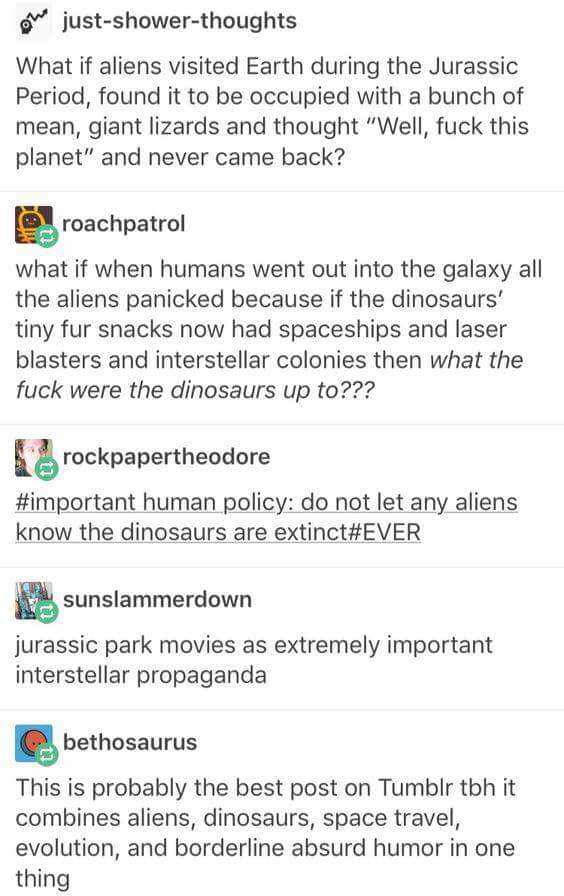 just-shower-thoughts
What if aliens visited Earth during the Jurassic
Period, found it to be occupied with a bunch of
mean, giant lizards and thought “Well, fuck this
planet” and never came back?
roachpatrol
what if when humans went out into the galaxy all
the aliens panicked because if the dinosaurs’
tiny fur snacks now had spaceships and laser
blasters and interstellar colonies then what the
fuck were the dinosaurs up to???
rockpapertheodore
#important human policy: do not let any aliens
know the dinosaurs are extinct#EVER
sunslammerdown
jurassic park movies as extremely important
interstellar propaganda
bethosaurus
This is probably the best post on Tumblr tbh it
combines aliens, dinosaurs, space travel,
evolution, and borderline absurd humor in one
thing